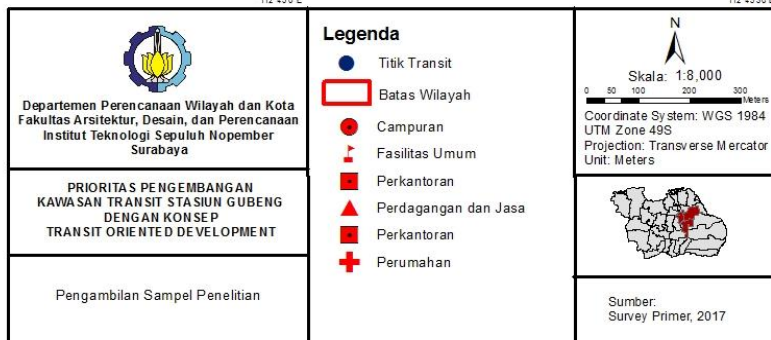 Departemen Perencanaan Wilayah dan Kota
Fakultas Arsitektur, Desain, dan Perencanaan
Institut Teknologi Sepuluh Nopember
Surabaya
PRIORITAS PENGEMBANGAN
KAWASAN TRANSIT STASIUN GUBENG
DENGAN KONSEP
TRANSIT ORIENTED DEVELOPMENT
Pengambilan Sampel Penelitian
Legenda
Titik Transit
Batas Wilayah
Campuran
Fasilitas Umum
Perkantoran
Perdagangan dan Jasa
Perkantoran
Perumahan
N
Skala: 1:8,000
0 50 100 200 300
Meters
Coordinate System: WGS 1984
UTM Zone 49S
Projection: Transverse Mercator
Unit: Meters
Sumber:
Survey Primer, 2017